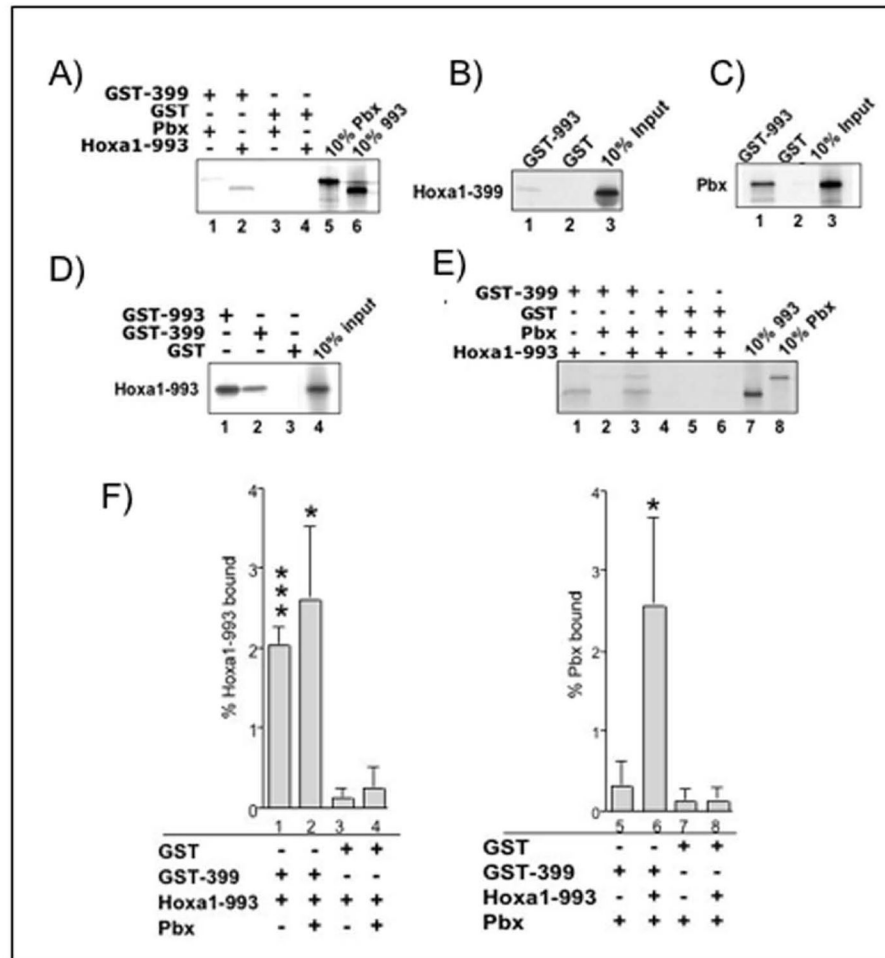 A)
GST-399 + + - -
GST - - + +
Pbx + - + -
Hoxa1-993 - + - +
10% Pbx
10% 993
1 2 3 4 5 6
B)
GST-993
GST
10% Input
Hoxa1-399
1 2 3
C)
GST-993
GST
10% Input
Pbx
1 2 3
D)
GST-993 + - -
GST-399 - + -
GST - - +
10% input
Hoxa1-993
1 2 3 4
E)
GST-399 + + + - - -
GST - - - + + +
Pbx - + + - + +
Hoxa1-993 + - + + - +
10% 993
10% Pbx
1 2 3 4 5 6 7 8
F)
% Hoxa1-993 bound
4
3
2
1
0
***
*
1 2 3 4
GST - - + +
GST-399 + + - -
Hoxa1-993 + + + +
Pbx - + - +
% Pbx bound
4
3
2
1
0
*
5 6 7 8
GST - - + +
GST-399 + + - -
Hoxa1-993 - + - +
Pbx + + + +